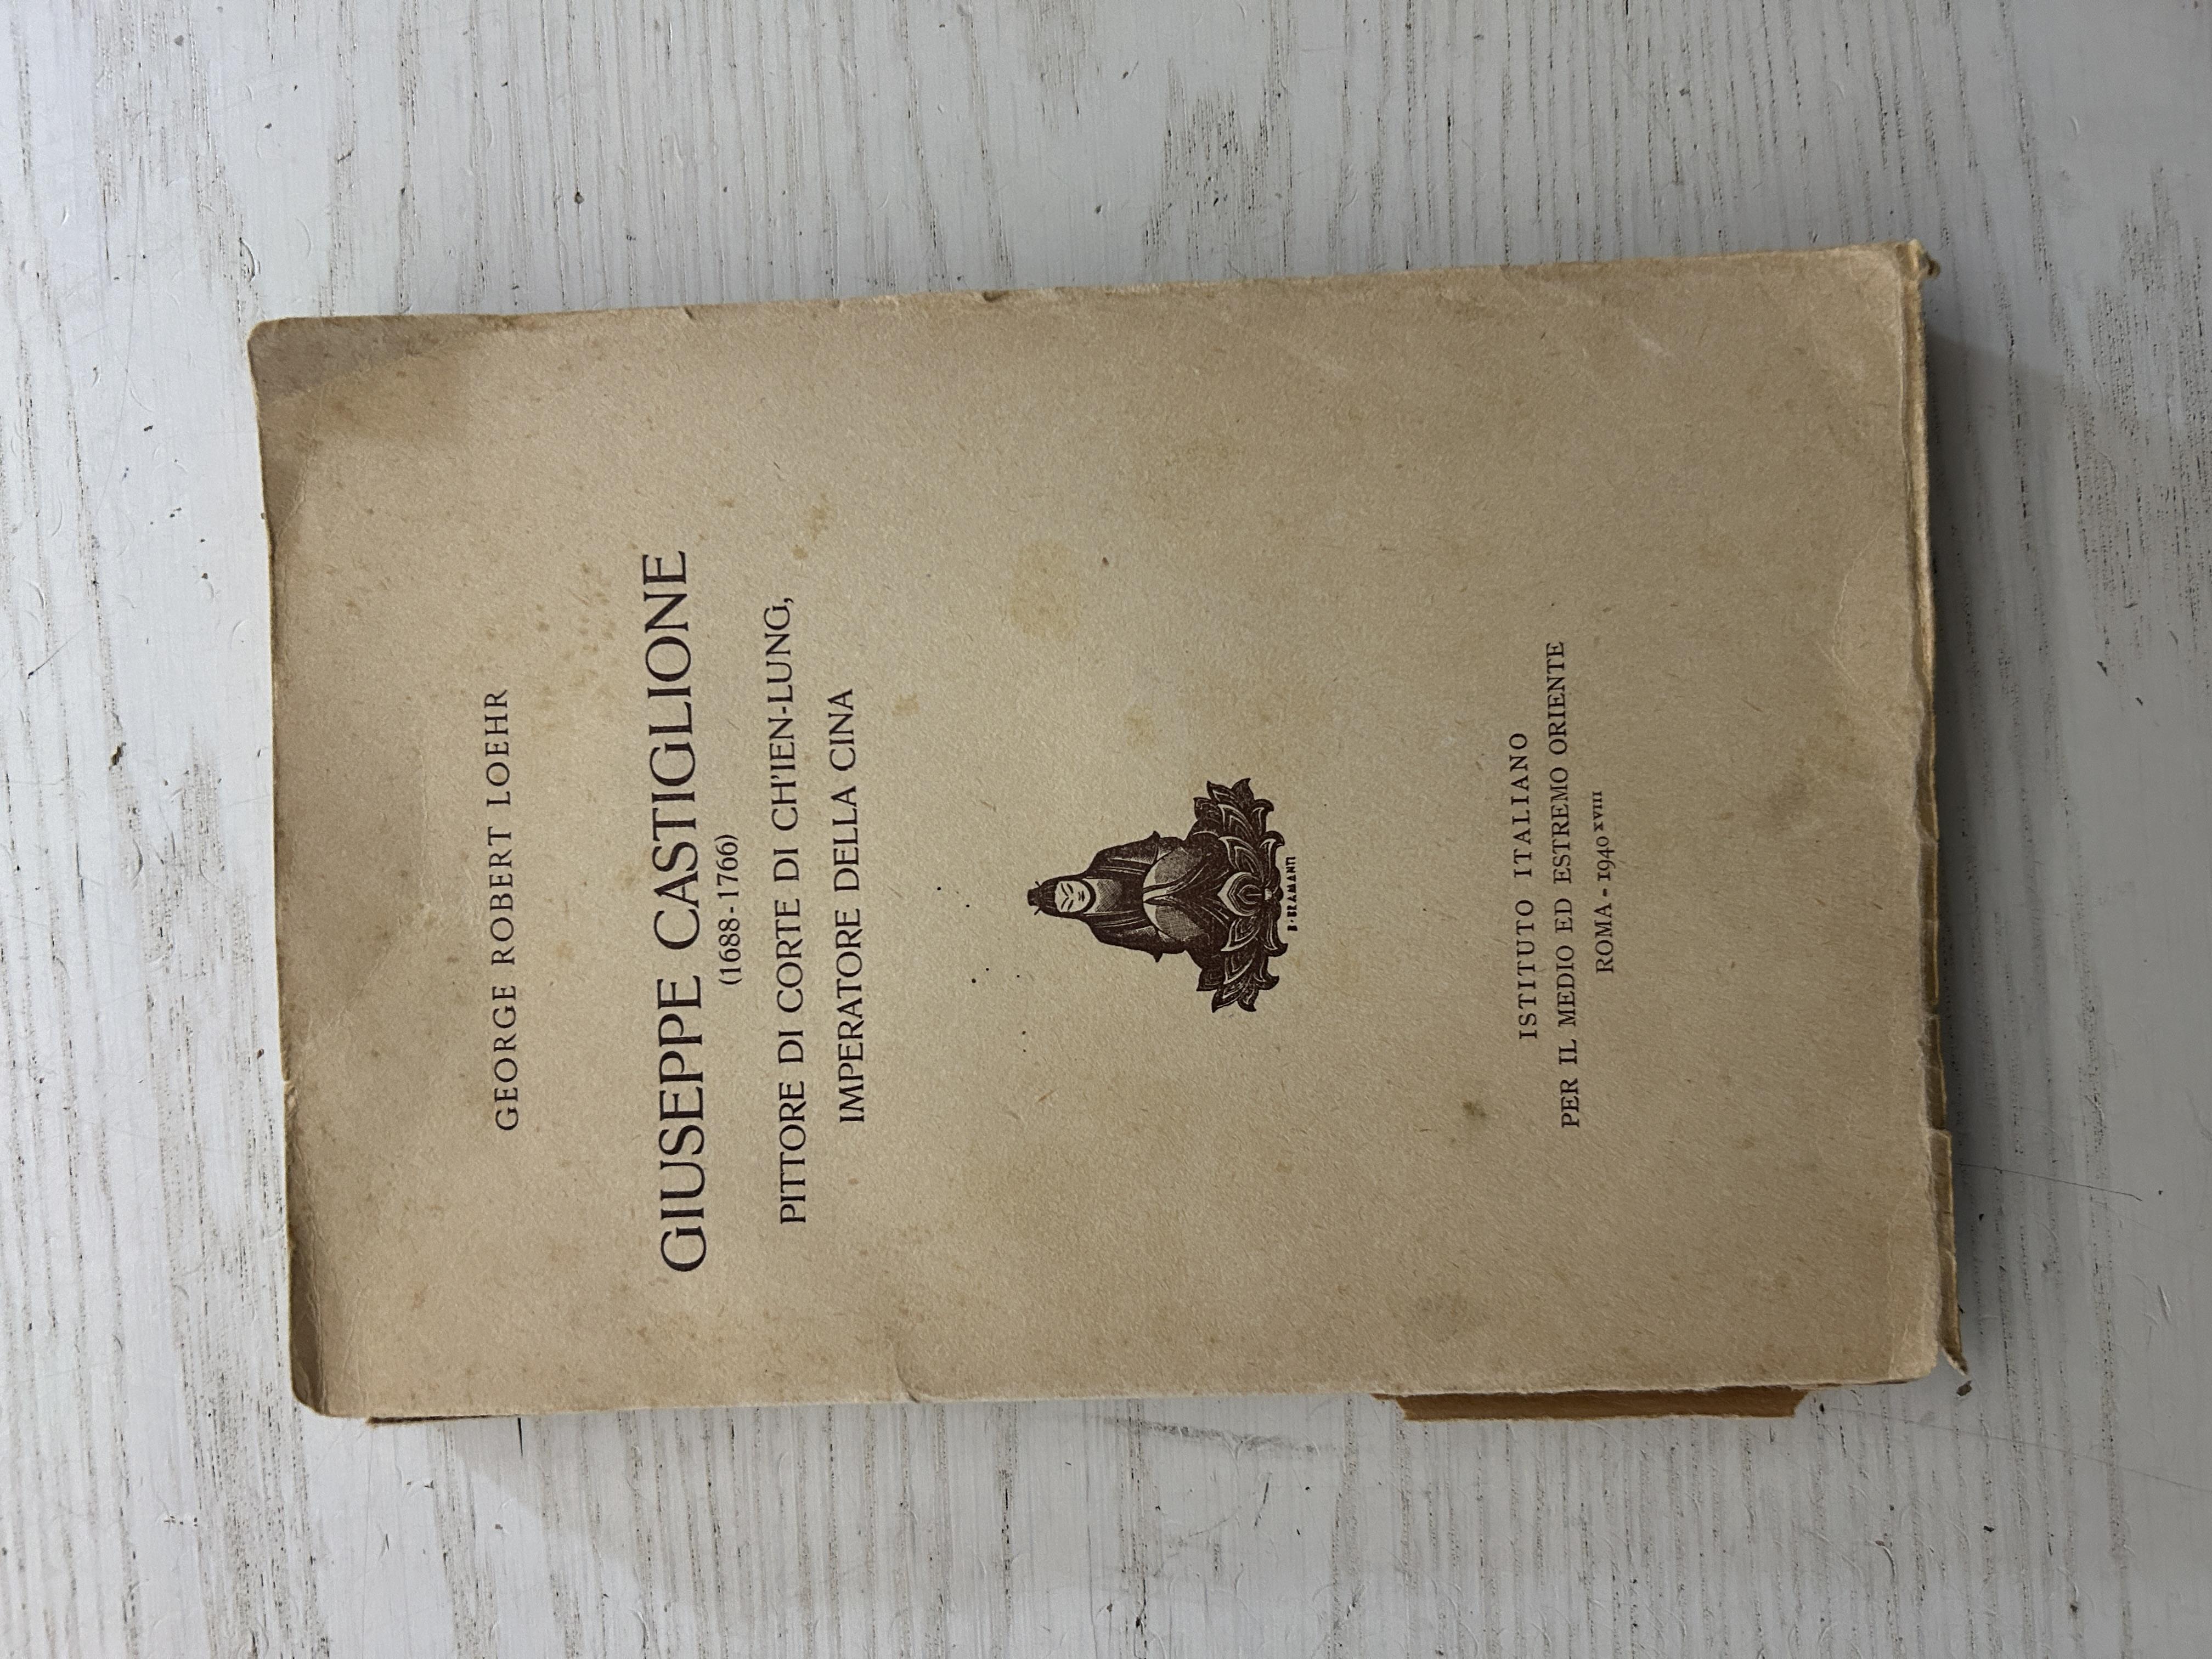 GEORGE ROBERT LOEHR
GIUSEPPE CASTIGLIONE
(1688-1766)
PITTORE DI CORTE DI CH'IEN-LUNG,
IMPERATORE DELLA CINA
B·BRAMANTI
ISTITUTO ITALIANO
PER IL MEDIO ED ESTREMO ORIENTE
ROMA - 1940 XVIII